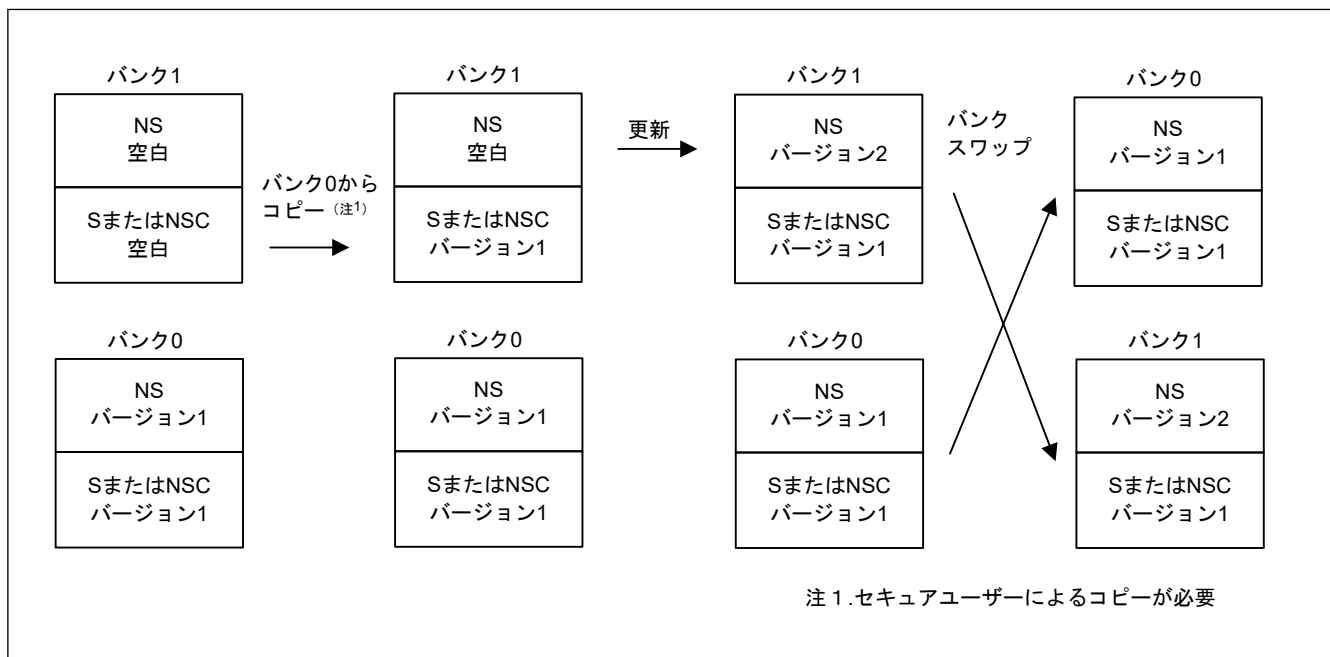 バンク1
NS
空白
SまたはNSC
空白
バンク0
NS
バージョン1
SまたはNSC
バージョン1
バンク0から
コピー（注1）
バンク1
NS
空白
SまたはNSC
バージョン1
バンク0
NS
バージョン1
SまたはNSC
バージョン1
更新
バンク1
NS
バージョン2
SまたはNSC
バージョン1
バンク0
NS
バージョン1
SまたはNSC
バージョン1
バンク
スワップ
バンク0
NS
バージョン1
SまたはNSC
バージョン1
バンク1
NS
バージョン2
SまたはNSC
バージョン1
注１.セキュアユーザーによるコピーが必要